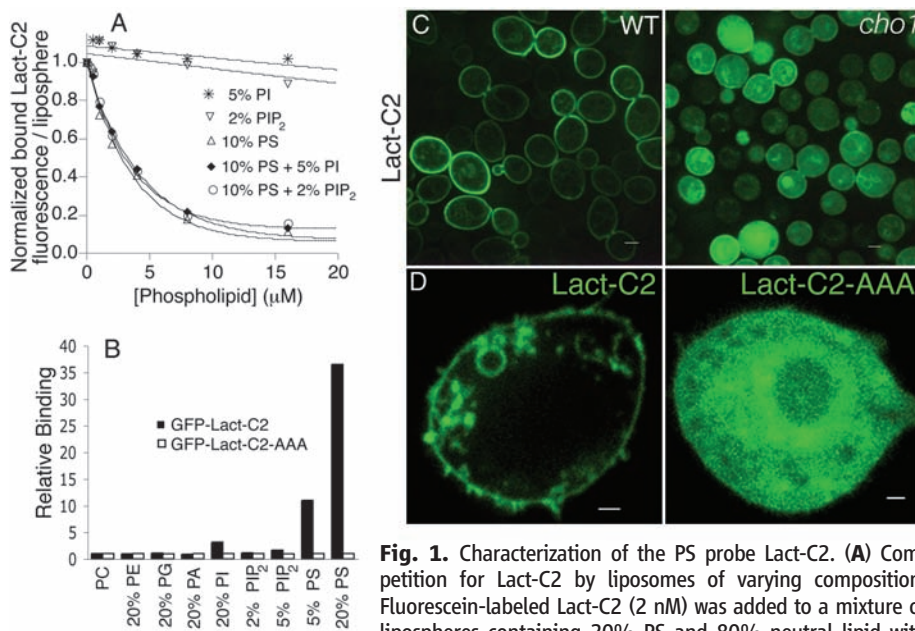 A
Normalized bound Lact-C2
fluorescence / liposphere
1.0
0.8
0.6
0.4
0.2
0.0
5% PI
2% PIP2
10% PS
10% PS + 5% PI
10% PS + 2% PIP2
0 5 10 15 20
[Phospholipid] (μM)
B
Relative Binding
40
35
30
25
20
15
10
5
0
GFP-Lact-C2
GFP-Lact-C2-AAA
PC
20% PE
20% PG
20% PA
20% PI
2% PIP2
5% PIP2
5% PS
20% PS
C
WT
cho1
Lact-C2
D
Lact-C2
Lact-C2-AAA
Fig. 1. Characterization of the PS probe Lact-C2. (A) Com-
petition for Lact-C2 by liposomes of varying composition
Fluorescein-labeled Lact-C2 (2 nM) was added to a mixture
lipospheres containing 20% PS and 80% neutral lipid with